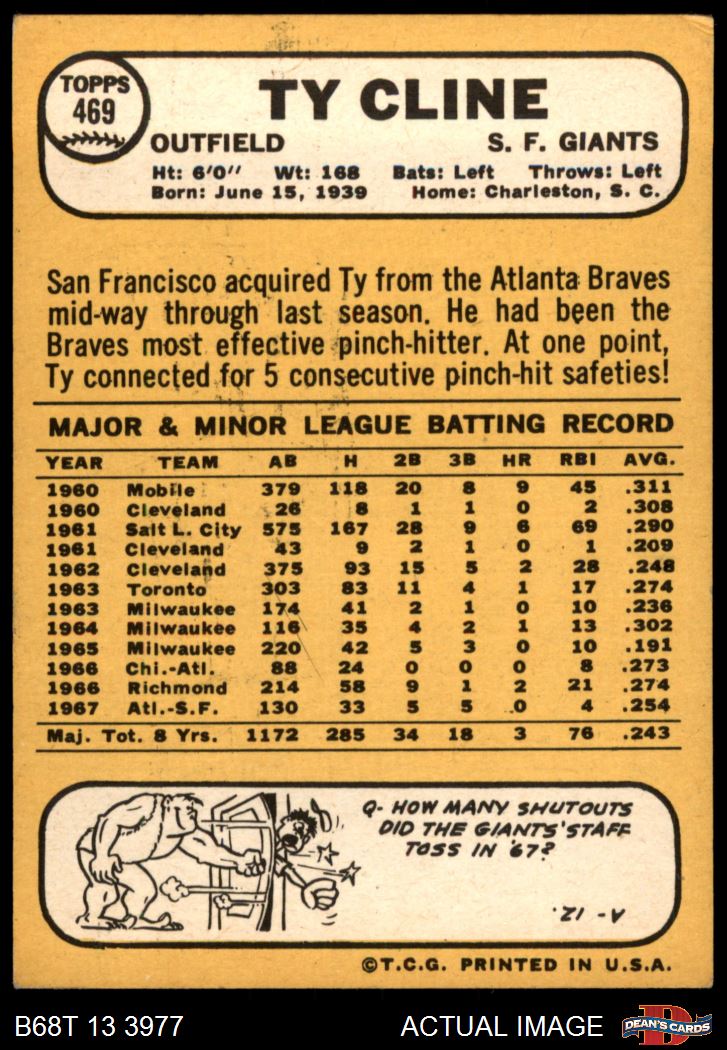 TOPPS
469
TY CLINE
OUTFIELD S. F. GIANTS
Ht: 6'0" Wt: 168 Bats: Left Throws: Left
Born: June 15, 1939 Home: Charleston, S. C.
San Francisco acquired Ty from the Atlanta Braves
mid-way through last season. He had been the
Braves most effective pinch-hitter. At one point,
Ty connected for 5 consecutive pinch-hit safeties!
MAJOR & MINOR LEAGUE BATTING RECORD
YEAR TEAM AB H 2B 3B HR RBI AVG.
1960 Mobile 379 118 20 8 9 45 .311
1960 Cleveland 26 8 1 1 0 2 .308
1961 Salt L. City 575 167 28 9 6 69 .290
1961 Cleveland 43 9 2 1 0 1 .209
1962 Cleveland 375 93 15 5 2 28 .248
1963 Toronto 303 83 11 4 1 17 .274
1963 Milwaukee 174 41 2 1 0 10 .236
1964 Milwaukee 116 35 4 2 1 13 .302
1965 Milwaukee 220 42 5 3 0 10 .191
1966 Chi.-Atl. 88 24 0 0 0 8 .273
1966 Richmond 214 58 9 1 2 21 .274
1967 Atl.-S.F. 130 33 5 5 0 4 .254
Maj. Tot. 8 Yrs. 1172 285 34 18 3 76 .243
Q- HOW MANY SHUTOUTS
DID THE GIANTS' STAFF
TOSS IN '67?
A- 12.
©T.C.G. PRINTED IN U.S.A.
B68T 13 3977 ACTUAL IMAGE D DEAN'S CARDS